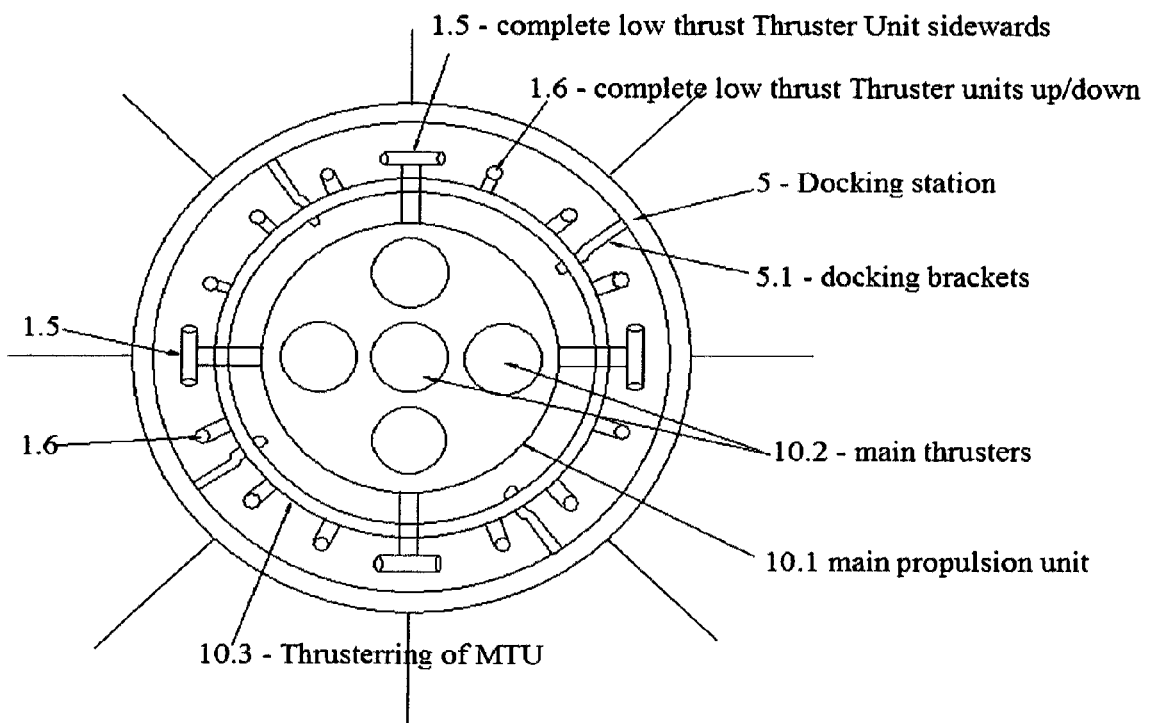 1.5 - complete low thrust Thruster Unit sidewards
1.6 - complete low thrust Thruster units up/down
5 - Docking station
5.1 - docking brackets
1.5
1.6
10.2 - main thrusters
10.1 main propulsion unit
10.3 - Thrusterring of MTU